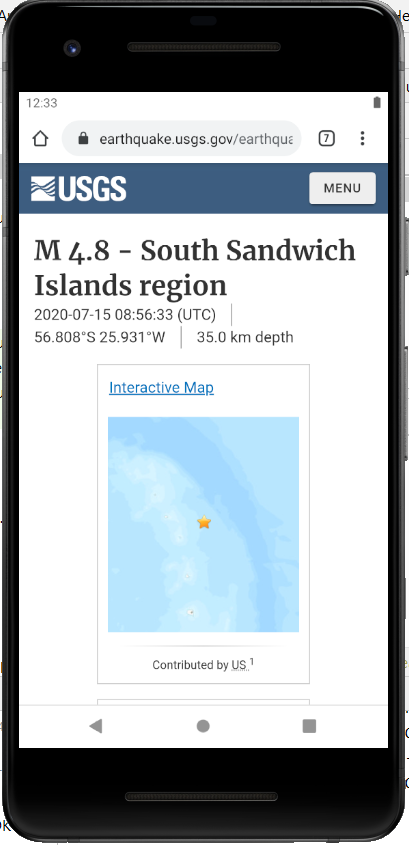 12:33
earthquake.usgs.gov/earthqua
7
USGS
MENU
M 4.8 - South Sandwich
Islands region
2020-07-15 08:56:33 (UTC)
56.808°S 25.931°W
35.0 km depth
Interactive Map
Contributed by US 1